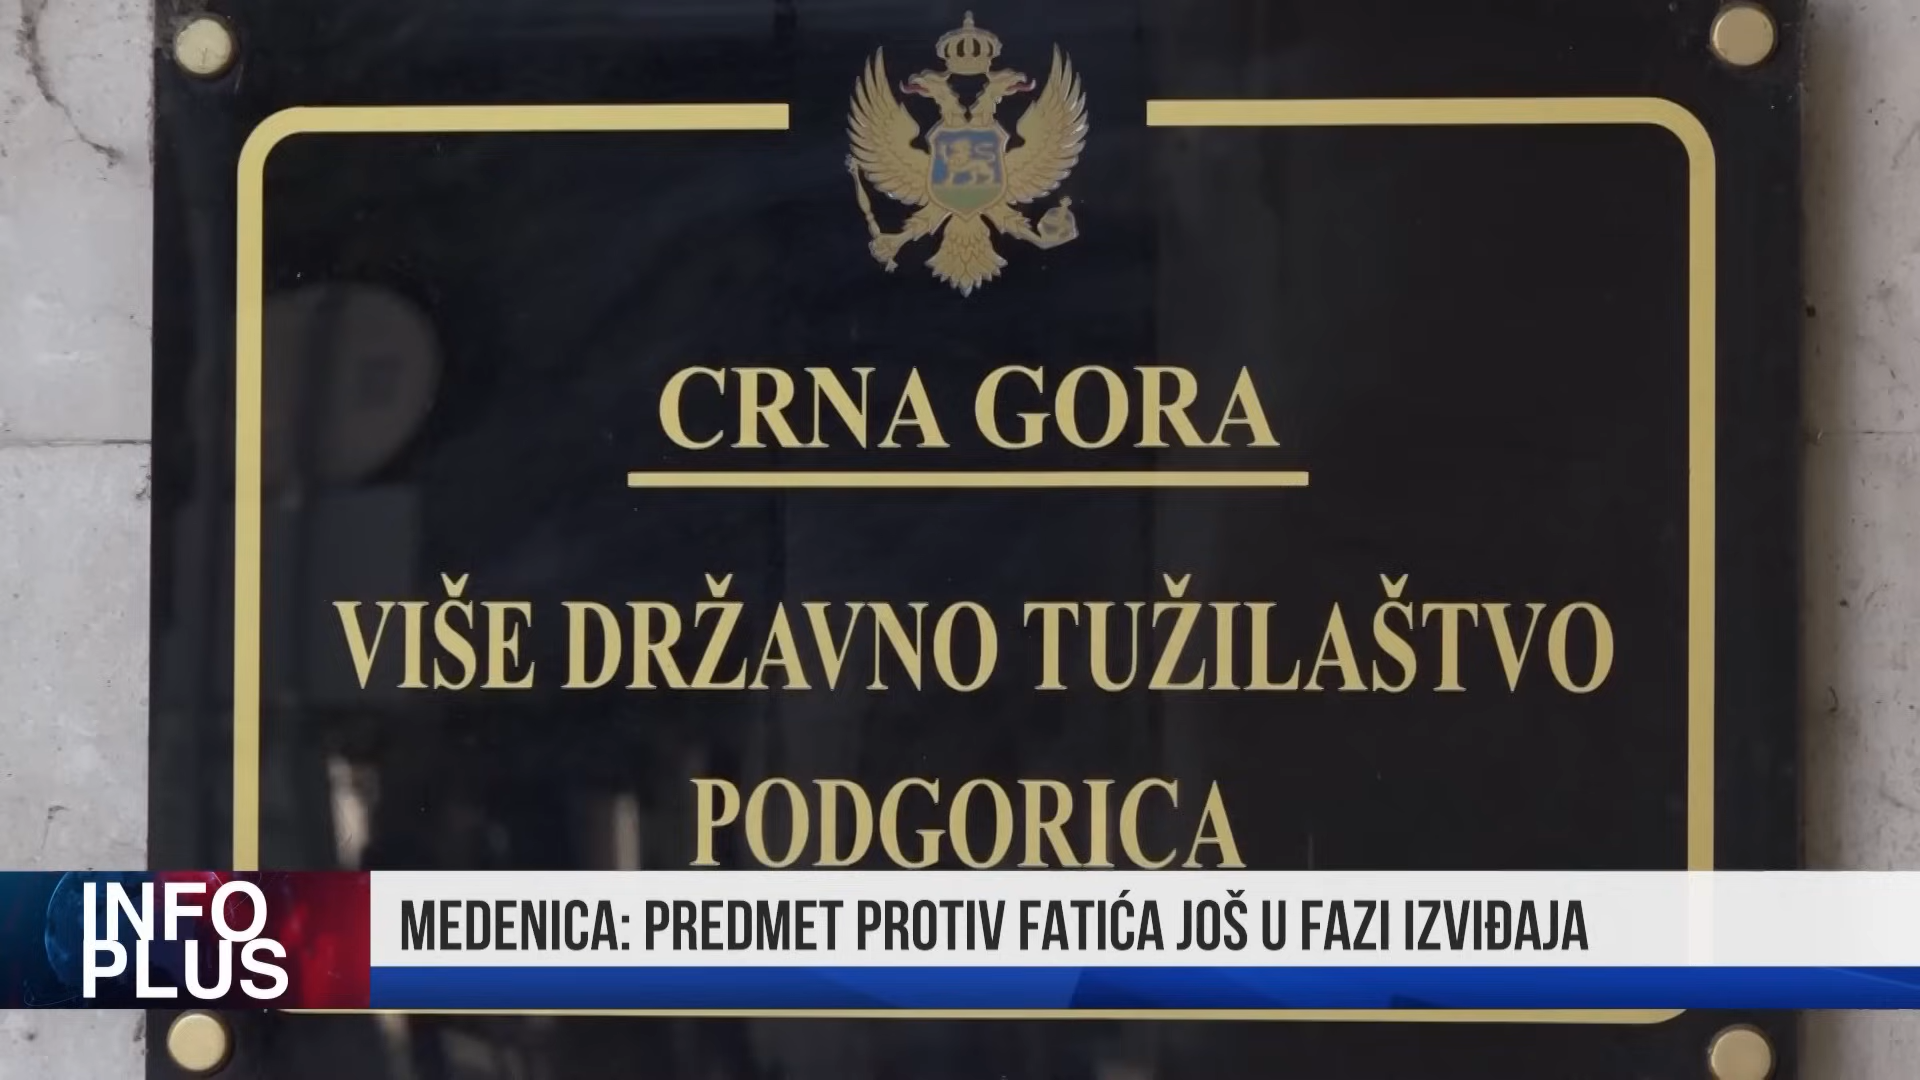 CRNA GORA
VIŠE DRŽAVNO TUŽILAŠTVO
PODGORICA
INFO
PLUS
MEDENICA: PREDMET PROTIV FATIĆA JOŠ U FAZI IZVIĐAJA